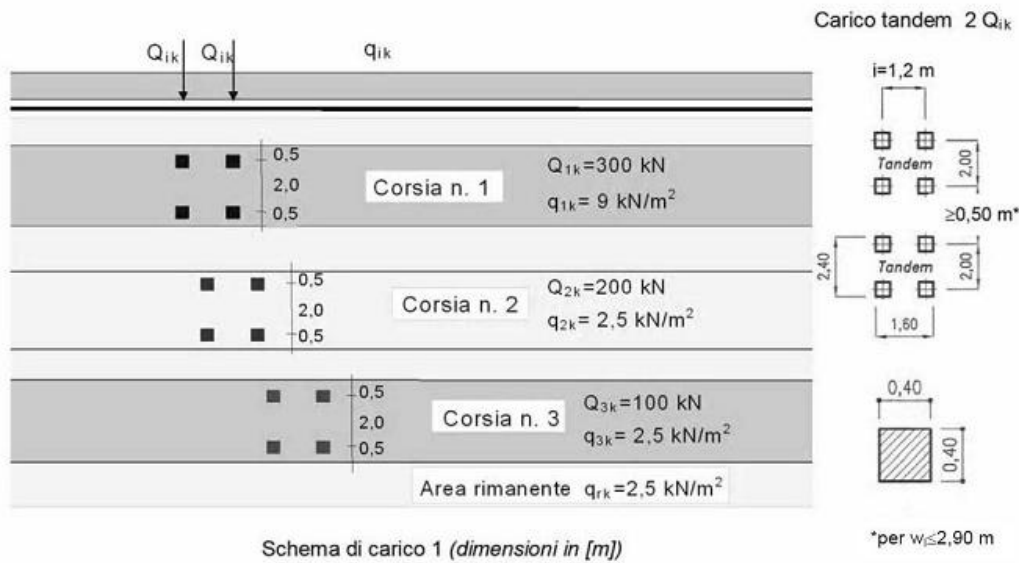 Carico tandem 2 Qik
Qik Qik qik
i=1,2 m
0,5
2,0
0,5
Corsia n. 1
Q1k=300 kN
q1k= 9 kN/m²
Tandem
2,00
≥0,50 m*
0,5
2,0
0,5
Corsia n. 2
Q2k=200 kN
q2k= 2,5 kN/m²
2,40
Tandem
2,00
1,60
0,5
2,0
0,5
Corsia n. 3
Q3k=100 kN
q3k= 2,5 kN/m²
0,40
0,40
Area rimanente qrk=2,5 kN/m²
Schema di carico 1 (dimensioni in [m])
*per wl≤2,90 m